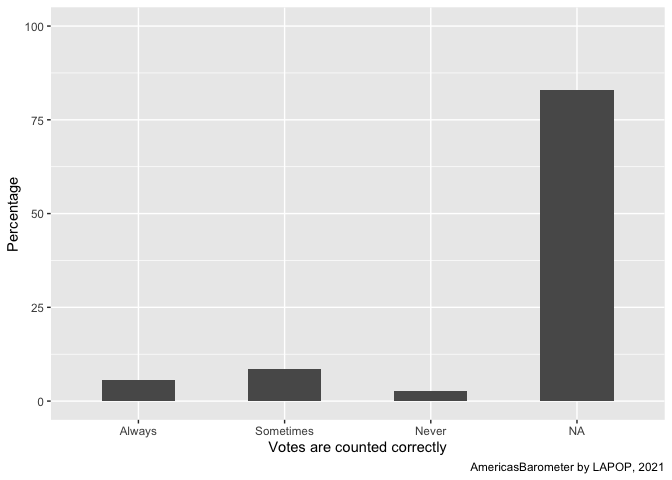 100
75
50
25
0
Percentage
Always Sometimes Never NA
Votes are counted correctly
AmericasBarometer by LAPOP, 2021